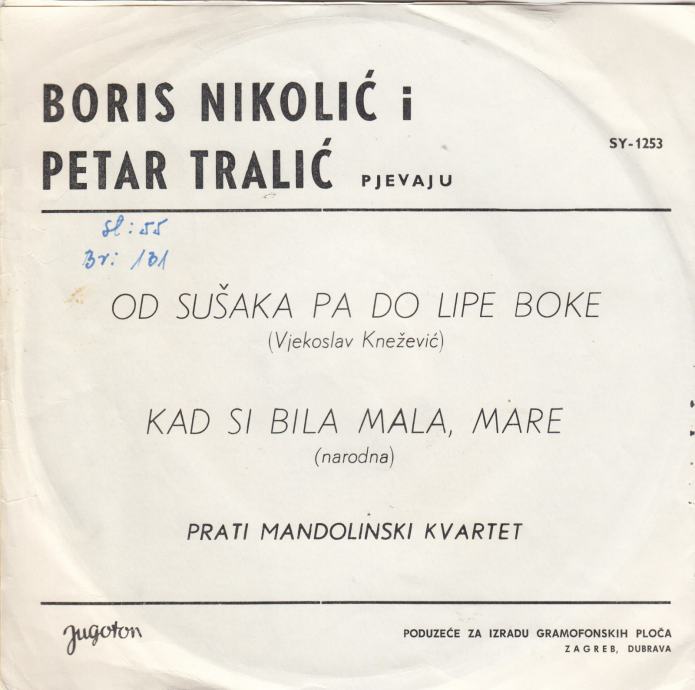 BORIS NIKOLIĆ i
PETAR TRALIĆ PJEVAJU
SY-1253
sl: 55
Br: 131
OD SUŠAKA PA DO LIPE BOKE
(Vjekoslav Knežević)
KAD SI BILA MALA, MARE
(narodna)
PRATI MANDOLINSKI KVARTET
Jugoton
PODUZEĆE ZA IZRADU GRAMOFONSKIH PLOČA
ZAGREB, DUBRAVA